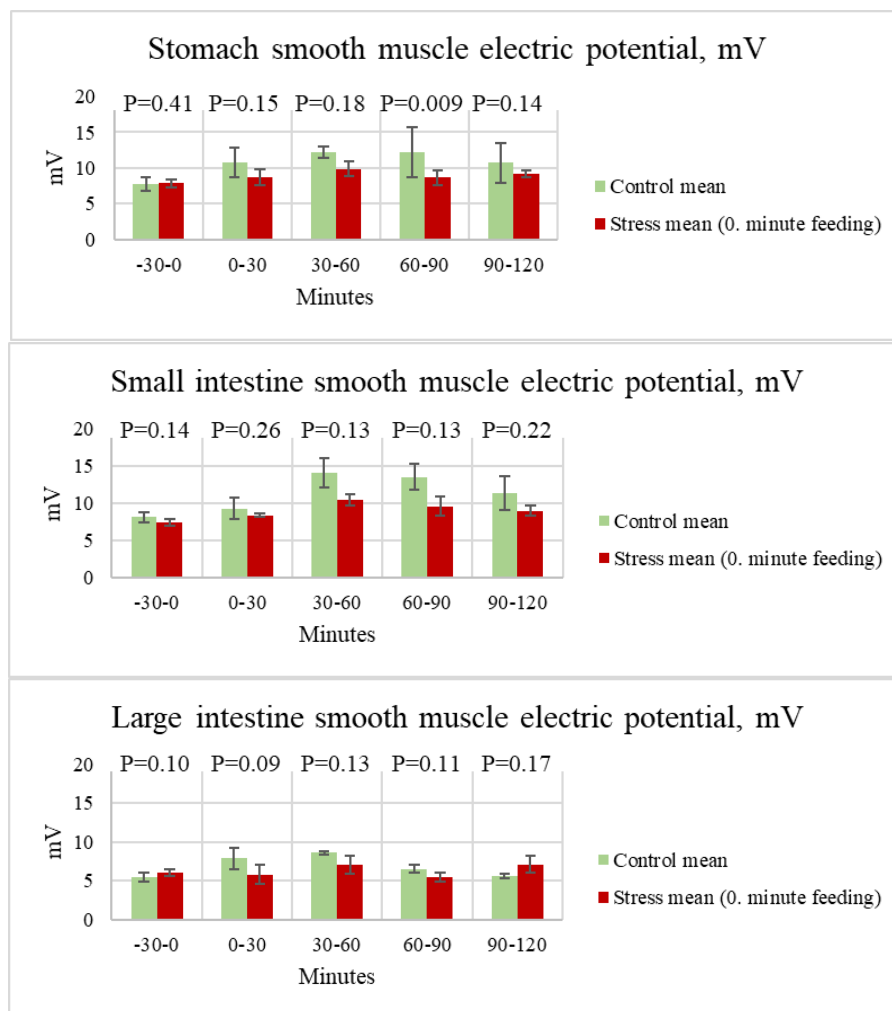 Stomach smooth muscle electric potential, mV
20
P=0.41 P=0.15 P=0.18 P=0.009 P=0.14
15
mV
10
5
0
Control mean
Stress mean (0. minute feeding)
-30-0 0-30 30-60 60-90 90-120
Minutes
Small intestine smooth muscle electric potential, mV
20
P=0.14 P=0.26 P=0.13 P=0.13 P=0.22
15
mV
10
5
0
Control mean
Stress mean (0. minute feeding)
-30-0 0-30 30-60 60-90 90-120
Minutes
Large intestine smooth muscle electric potential, mV
20
P=0.10 P=0.09 P=0.13 P=0.11 P=0.17
15
mV
10
5
0
Control mean
Stress mean (0. minute feeding)
-30-0 0-30 30-60 60-90 90-120
Minutes